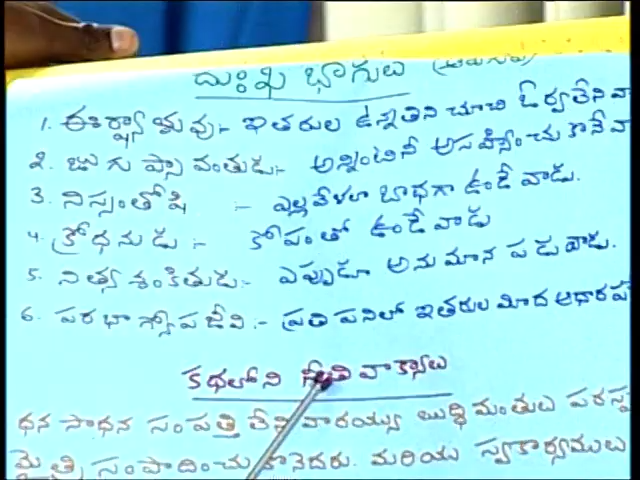 దుఃఖ భాగులు (ఆరుగురు)
1. ఈర్ష్యాళువు :- ఇతరుల ఉన్నతిని చూచి ఓర్వలేని వా
2. జుగుప్సావంతుడు :- అన్నింటినీ అసహ్యించుకొనేవా
3. నిస్సంతోషి :- ఎల్లవేళలా బాధగా ఉండేవాడు.
4. క్రోధనుడు :- కోపంతో ఉండేవాడు
5. నిత్య శంకితుడు :- ఎప్పుడూ అనుమాన పడువాడు.
6. పరభాగ్యోపజీవి :- ప్రతి పనిలో ఇతరుల మీద ఆధారప
కథలోని నీతి వాక్యాలు
ధన సాధన సంపత్తి లేని వారయ్యు బుద్ధిమంతులు పరస్ప
మైత్రి సంపాదించుకొనెదరు. మరియు స్వకార్యములు